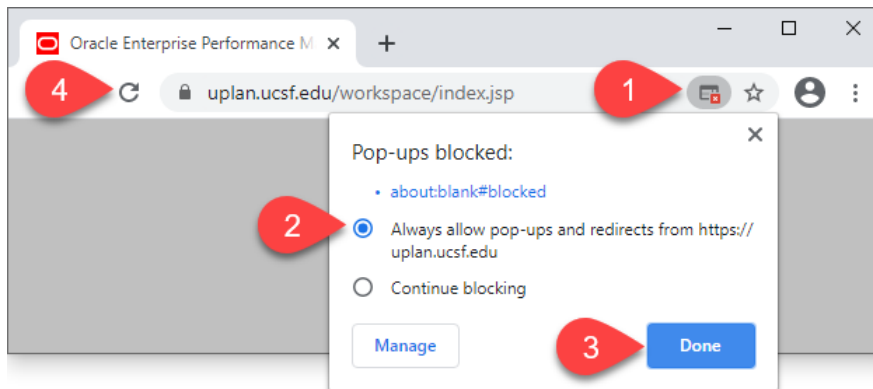 Oracle Enterprise Performance M
4
uplan.ucsf.edu/workspace/index.jsp
1
Pop-ups blocked:
• about:blank#blocked
2
Always allow pop-ups and redirects from https://
uplan.ucsf.edu
Continue blocking
Manage
3
Done